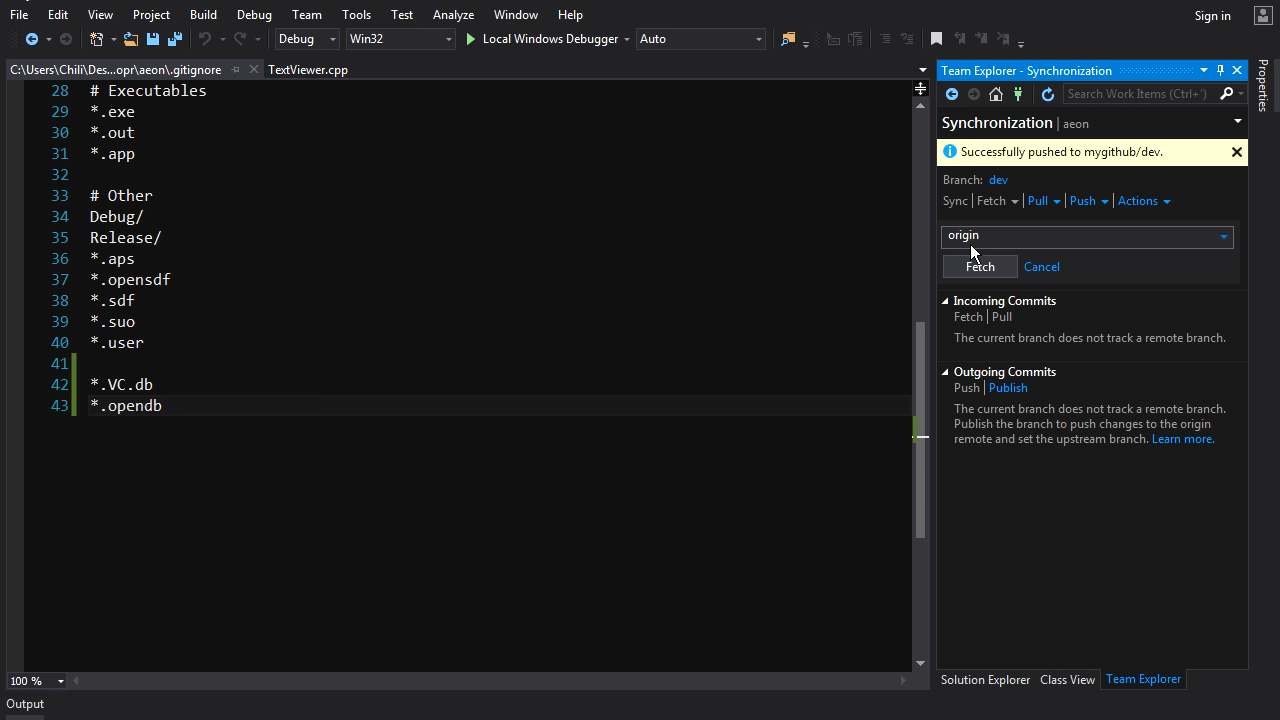 File Edit View Project Build Debug Team Tools Test Analyze Window Help Sign in
Debug Win32 Local Windows Debugger Auto
C:\Users\Chili\Des...opr\aeon\.gitignore TextViewer.cpp
28 # Executables
29 *.exe
30 *.out
31 *.app
32
33 # Other
34 Debug/
35 Release/
36 *.aps
37 *.opensdf
38 *.sdf
39 *.suo
40 *.user
41
42 *.VC.db
43 *.opendb
100 %
Output
Team Explorer - Synchronization
Search Work Items (Ctrl+')
Synchronization | aeon
Successfully pushed to mygithub/dev.
Branch: dev
Sync | Fetch | Pull | Push | Actions
origin
Fetch Cancel
Incoming Commits
Fetch | Pull
The current branch does not track a remote branch.
Outgoing Commits
Push | Publish
The current branch does not track a remote branch.
Publish the branch to push changes to the origin
remote and set the upstream branch. Learn more.
Solution Explorer Class View Team Explorer
Properties